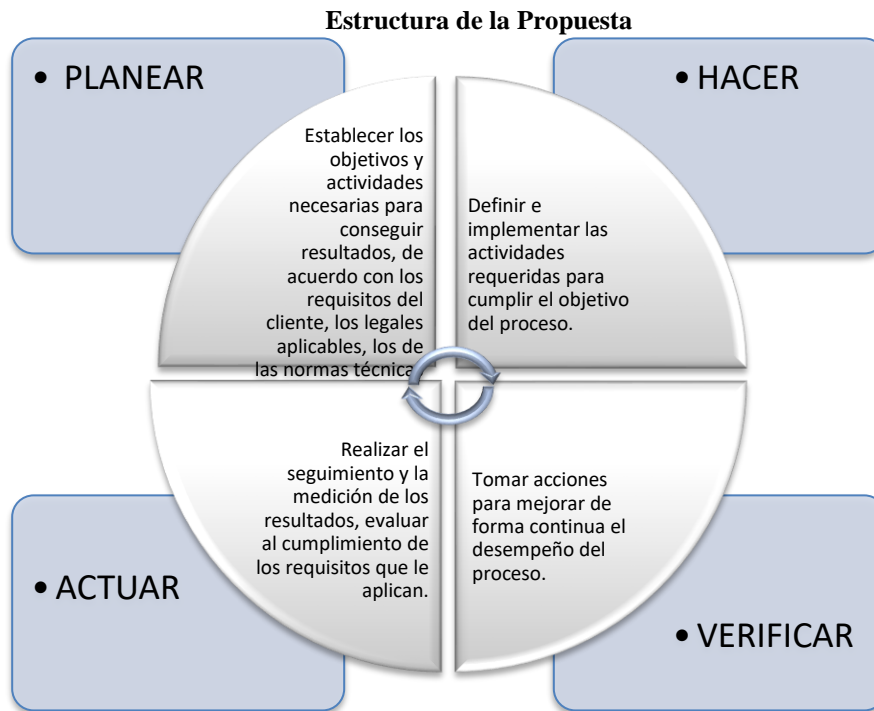 Estructura de la Propuesta
• PLANEAR
• HACER
Establecer los
objetivos y
actividades
necesarias para
conseguir
resultados, de
acuerdo con los
requisitos del
cliente, los legales
aplicables, los de
las normas técnicas
Definir e
implementar las
actividades
requeridas para
cumplir el objetivo
del proceso.
Realizar el
seguimiento y la
medición de los
resultados, evaluar
al cumplimiento de
los requisitos que le
aplican.
Tomar acciones
para mejorar de
forma continua el
desempeño del
proceso.
• ACTUAR
• VERIFICAR